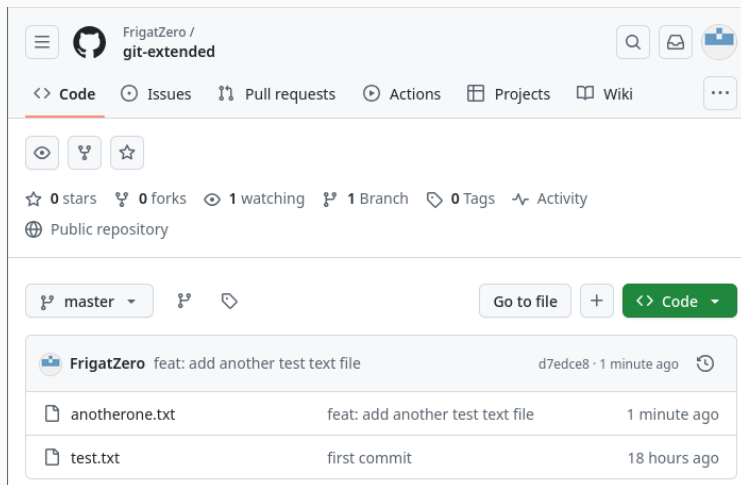 FrigatZero /
git-extended
Code Issues Pull requests Actions Projects Wiki
0 stars 0 forks 1 watching 1 Branch 0 Tags Activity
Public repository
master Go to file Code
FrigatZero feat: add another test text file d7edce8 · 1 minute ago
anotherone.txt feat: add another test text file 1 minute ago
test.txt first commit 18 hours ago